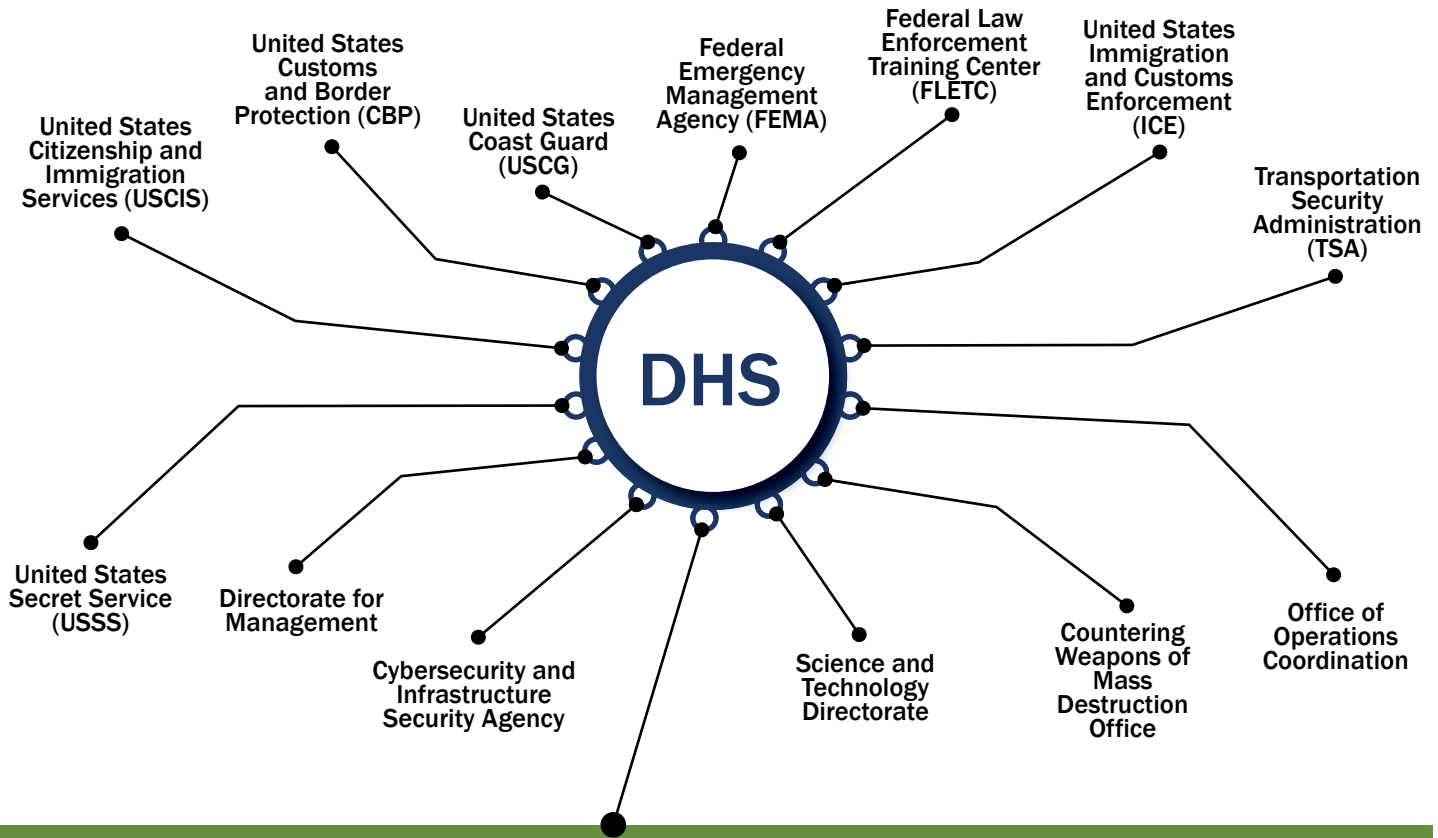 United States
Citizenship and
Immigration
Services (USCIS)
United States
Customs
and Border
Protection (CBP)
United States
Coast Guard
(USCG)
Federal
Emergency
Management
Agency (FEMA)
Federal Law
Enforcement
Training Center
(FLETC)
United States
Immigration
and Customs
Enforcement
(ICE)
Transportation
Security
Administration
(TSA)
DHS
United States
Secret Service
(USSS)
Directorate for
Management
Cybersecurity and
Infrastructure
Security Agency
Science and
Technology
Directorate
Countering
Weapons of
Mass
Destruction
Office
Office of
Operations
Coordination